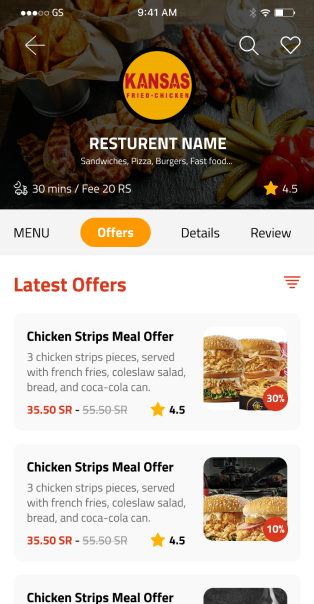 GS
9:41 AM
KANSAS
FRIED·CHICKEN
RESTURENT NAME
Sandwiches, Pizza, Burgers, Fast food...
30 mins / Fee 20 RS
4.5
MENU
Offers
Details
Review
Latest Offers
Chicken Strips Meal Offer
3 chicken strips pieces, served
with french fries, coleslaw salad,
bread, and coca-cola can.
35.50 SR - 55.50 SR
4.5
30%
Chicken Strips Meal Offer
3 chicken strips pieces, served
with french fries, coleslaw salad,
bread, and coca-cola can.
35.50 SR - 55.50 SR
4.5
10%
Chicken Strips Meal Offer